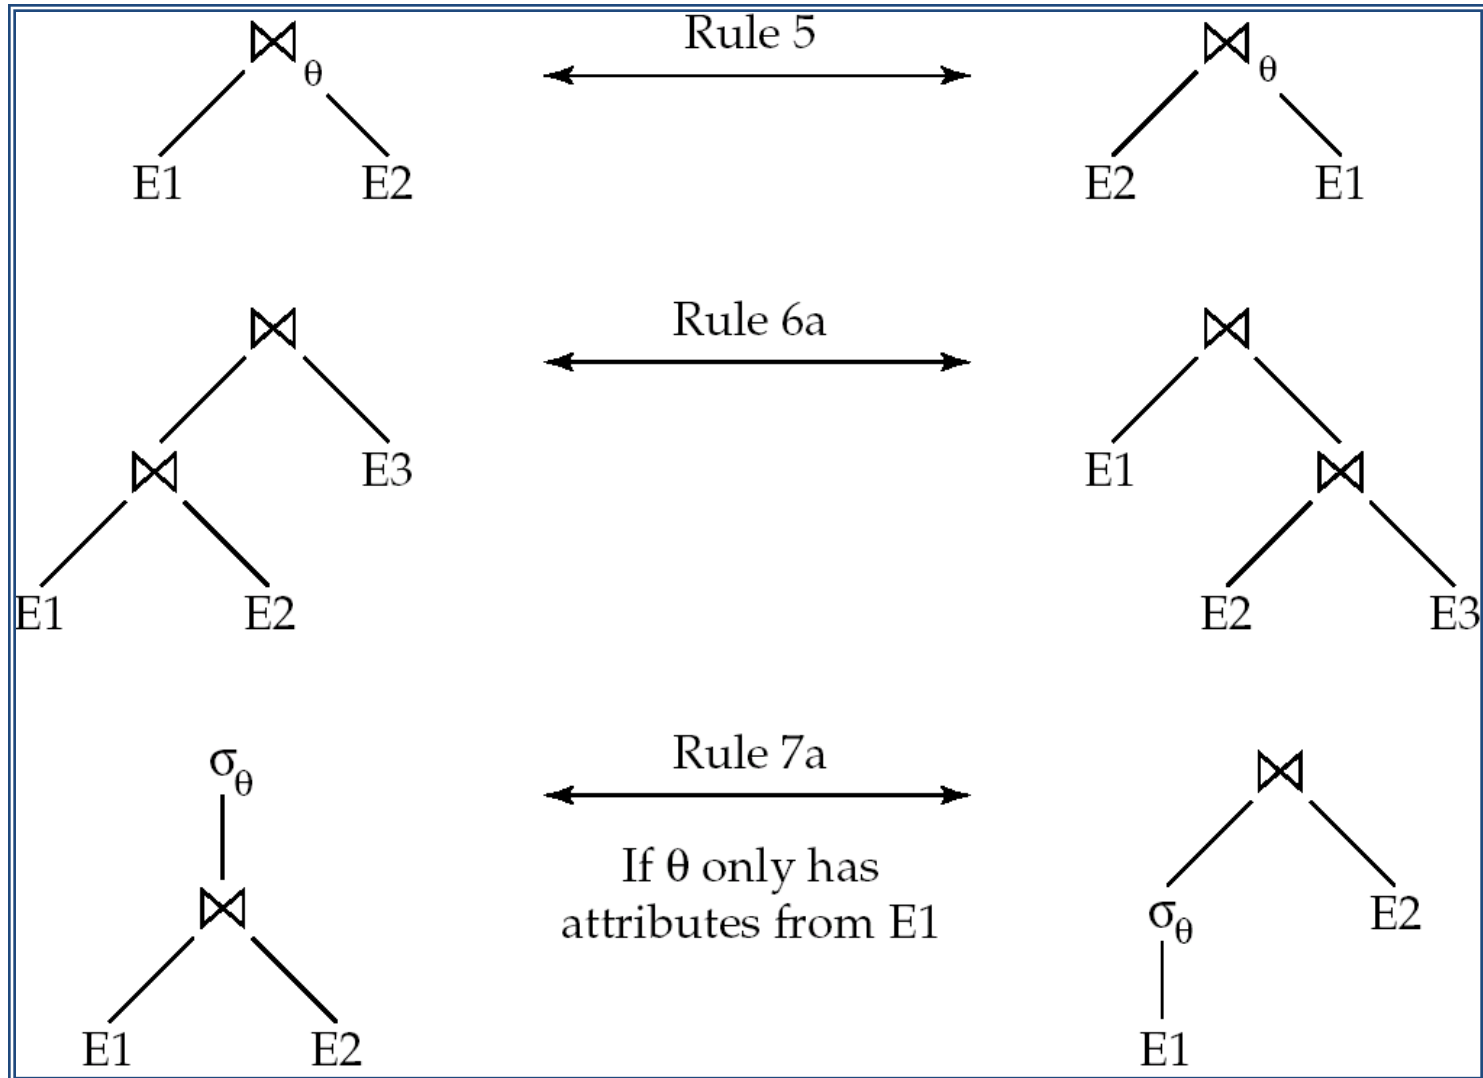 ⋈θ Rule 5 ⋈θ
E1 E2 E2 E1
⋈ Rule 6a ⋈
⋈ E3 E1 ⋈
E1 E2 E2 E3
σθ Rule 7a ⋈
If θ only has
⋈ attributes from E1 σθ E2
E1 E2 E1